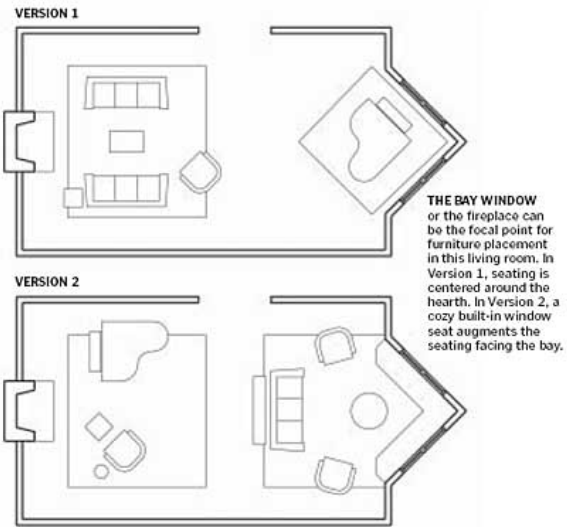 VERSION 1
THE BAY WINDOW
or the fireplace can
be the focal point for
furniture placement
in this living room. In
Version 1, seating is
centered around the
hearth. In Version 2, a
cozy built-in window
seat augments the
seating facing the bay.
VERSION 2